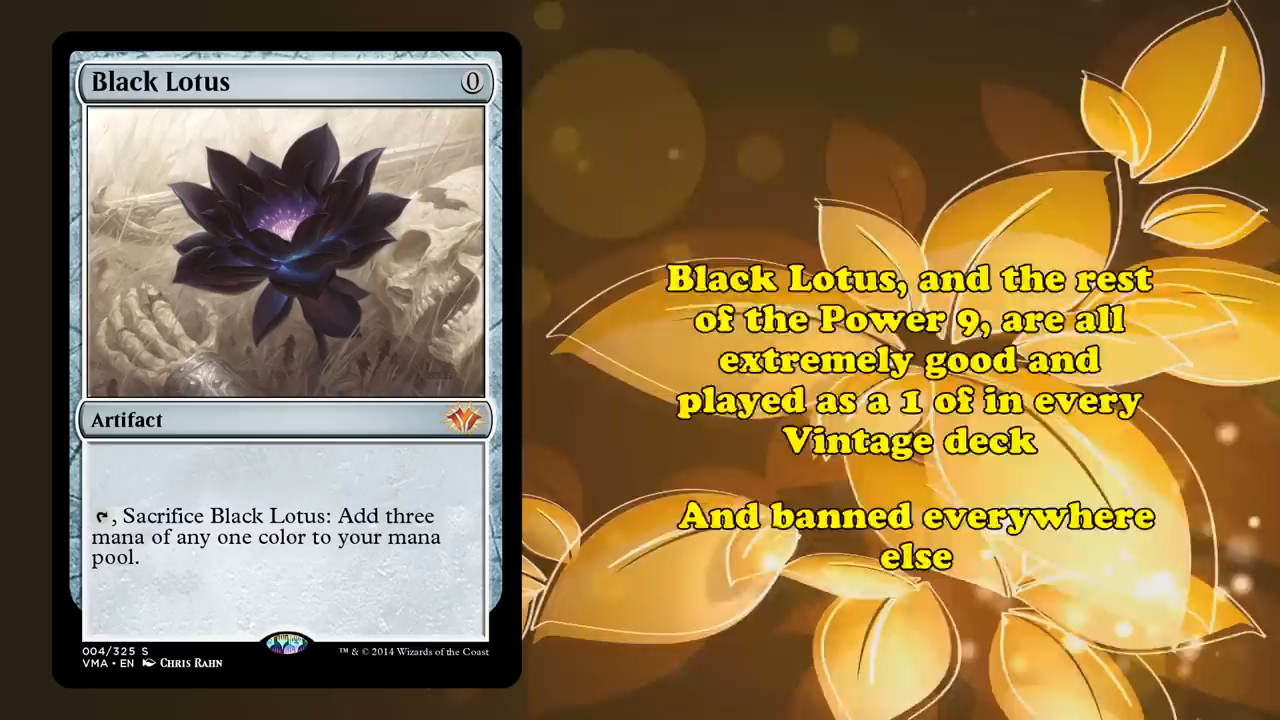 Black Lotus 0
Artifact
, Sacrifice Black Lotus: Add three
mana of any one color to your mana
pool.
004/325 S
VMA • EN Chris Rahn
™ & © 2014 Wizards of the Coast
Black Lotus, and the rest
of the Power 9, are all
extremely good and
played as a 1 of in every
Vintage deck
And banned everywhere
else